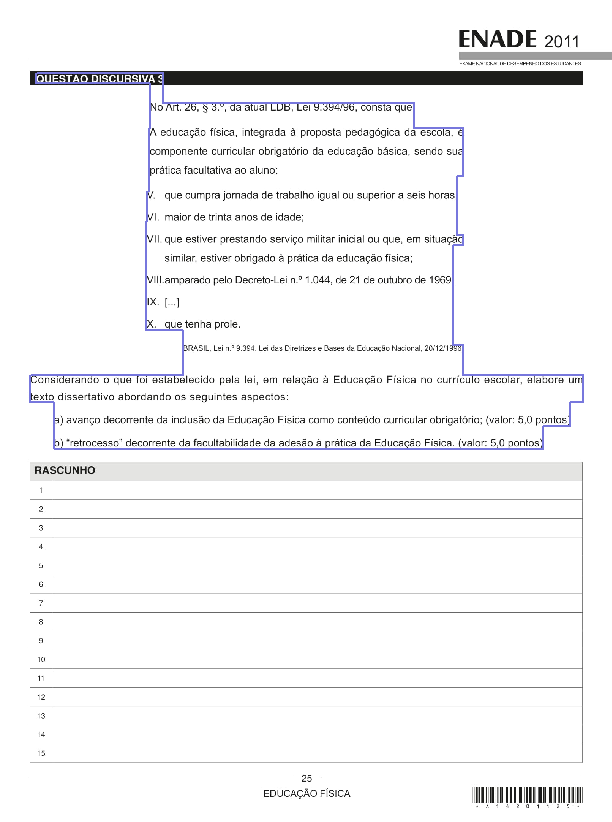 ENADE 2011
EXAME NACIONAL DE DESEMPENHO DOS ESTUDANTES
QUESTÃO DISCURSIVA 3
No Art. 26, § 3.º, da atual LDB, Lei 9.394/96, consta que
A educação física, integrada à proposta pedagógica da escola, é
componente curricular obrigatório da educação básica, sendo sua
prática facultativa ao aluno:
V. que cumpra jornada de trabalho igual ou superior a seis horas
VI. maior de trinta anos de idade;
VII. que estiver prestando serviço militar inicial ou que, em situação
similar, estiver obrigado à prática da educação física;
VIII.amparado pelo Decreto-Lei n.º 1.044, de 21 de outubro de 1969
IX. [...]
X. que tenha prole.
BRASIL, Lei n.º 9.394, Lei das Diretrizes e Bases da Educação Nacional, 20/12/1996
Considerando o que foi estabelecido pela lei, em relação à Educação Física no currículo escolar, elabore um
texto dissertativo abordando os seguintes aspectos:
a) avanço decorrente da inclusão da Educação Física como conteúdo curricular obrigatório; (valor: 5,0 pontos)
b) “retrocesso” decorrente da facultabilidade da adesão à prática da Educação Física. (valor: 5,0 pontos)
RASCUNHO
1
2
3
4
5
6
7
8
9
10
11
12
13
14
15
25
EDUCAÇÃO FÍSICA